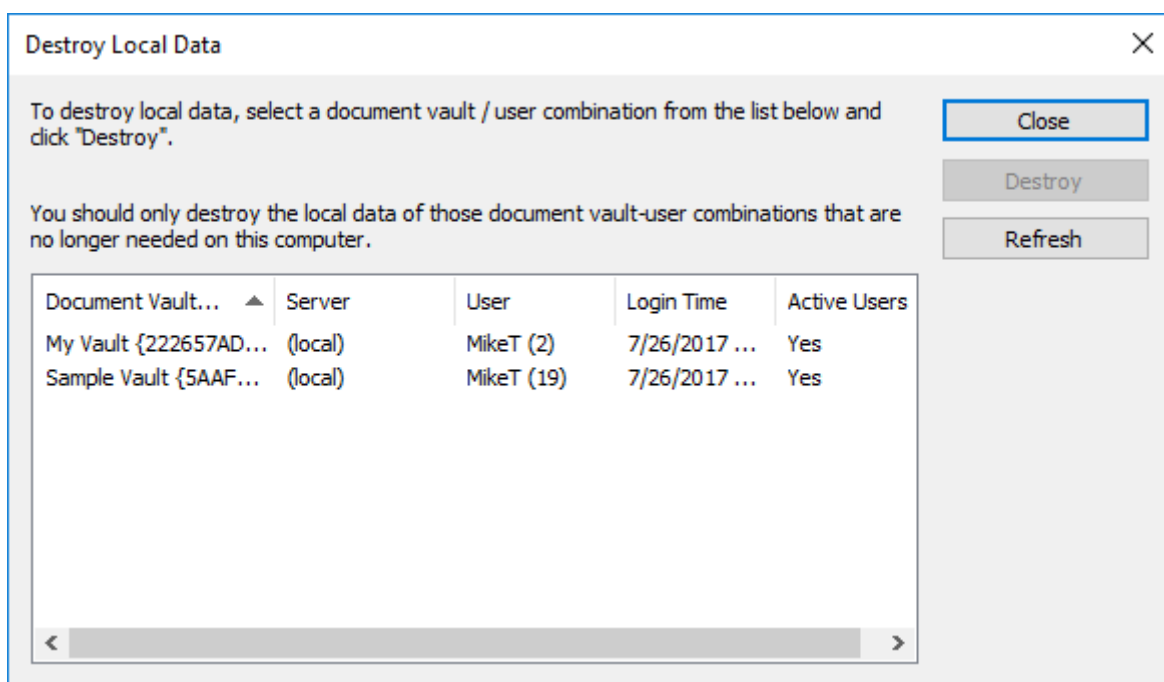 Destroy Local Data
To destroy local data, select a document vault / user combination from the list below and
click "Destroy".
Close
Destroy
You should only destroy the local data of those document vault-user combinations that are
no longer needed on this computer.
Refresh
Document Vault... Server User Login Time Active Users
My Vault {222657AD... (local) MikeT (2) 7/26/2017 ... Yes
Sample Vault {5AAF... (local) MikeT (19) 7/26/2017 ... Yes